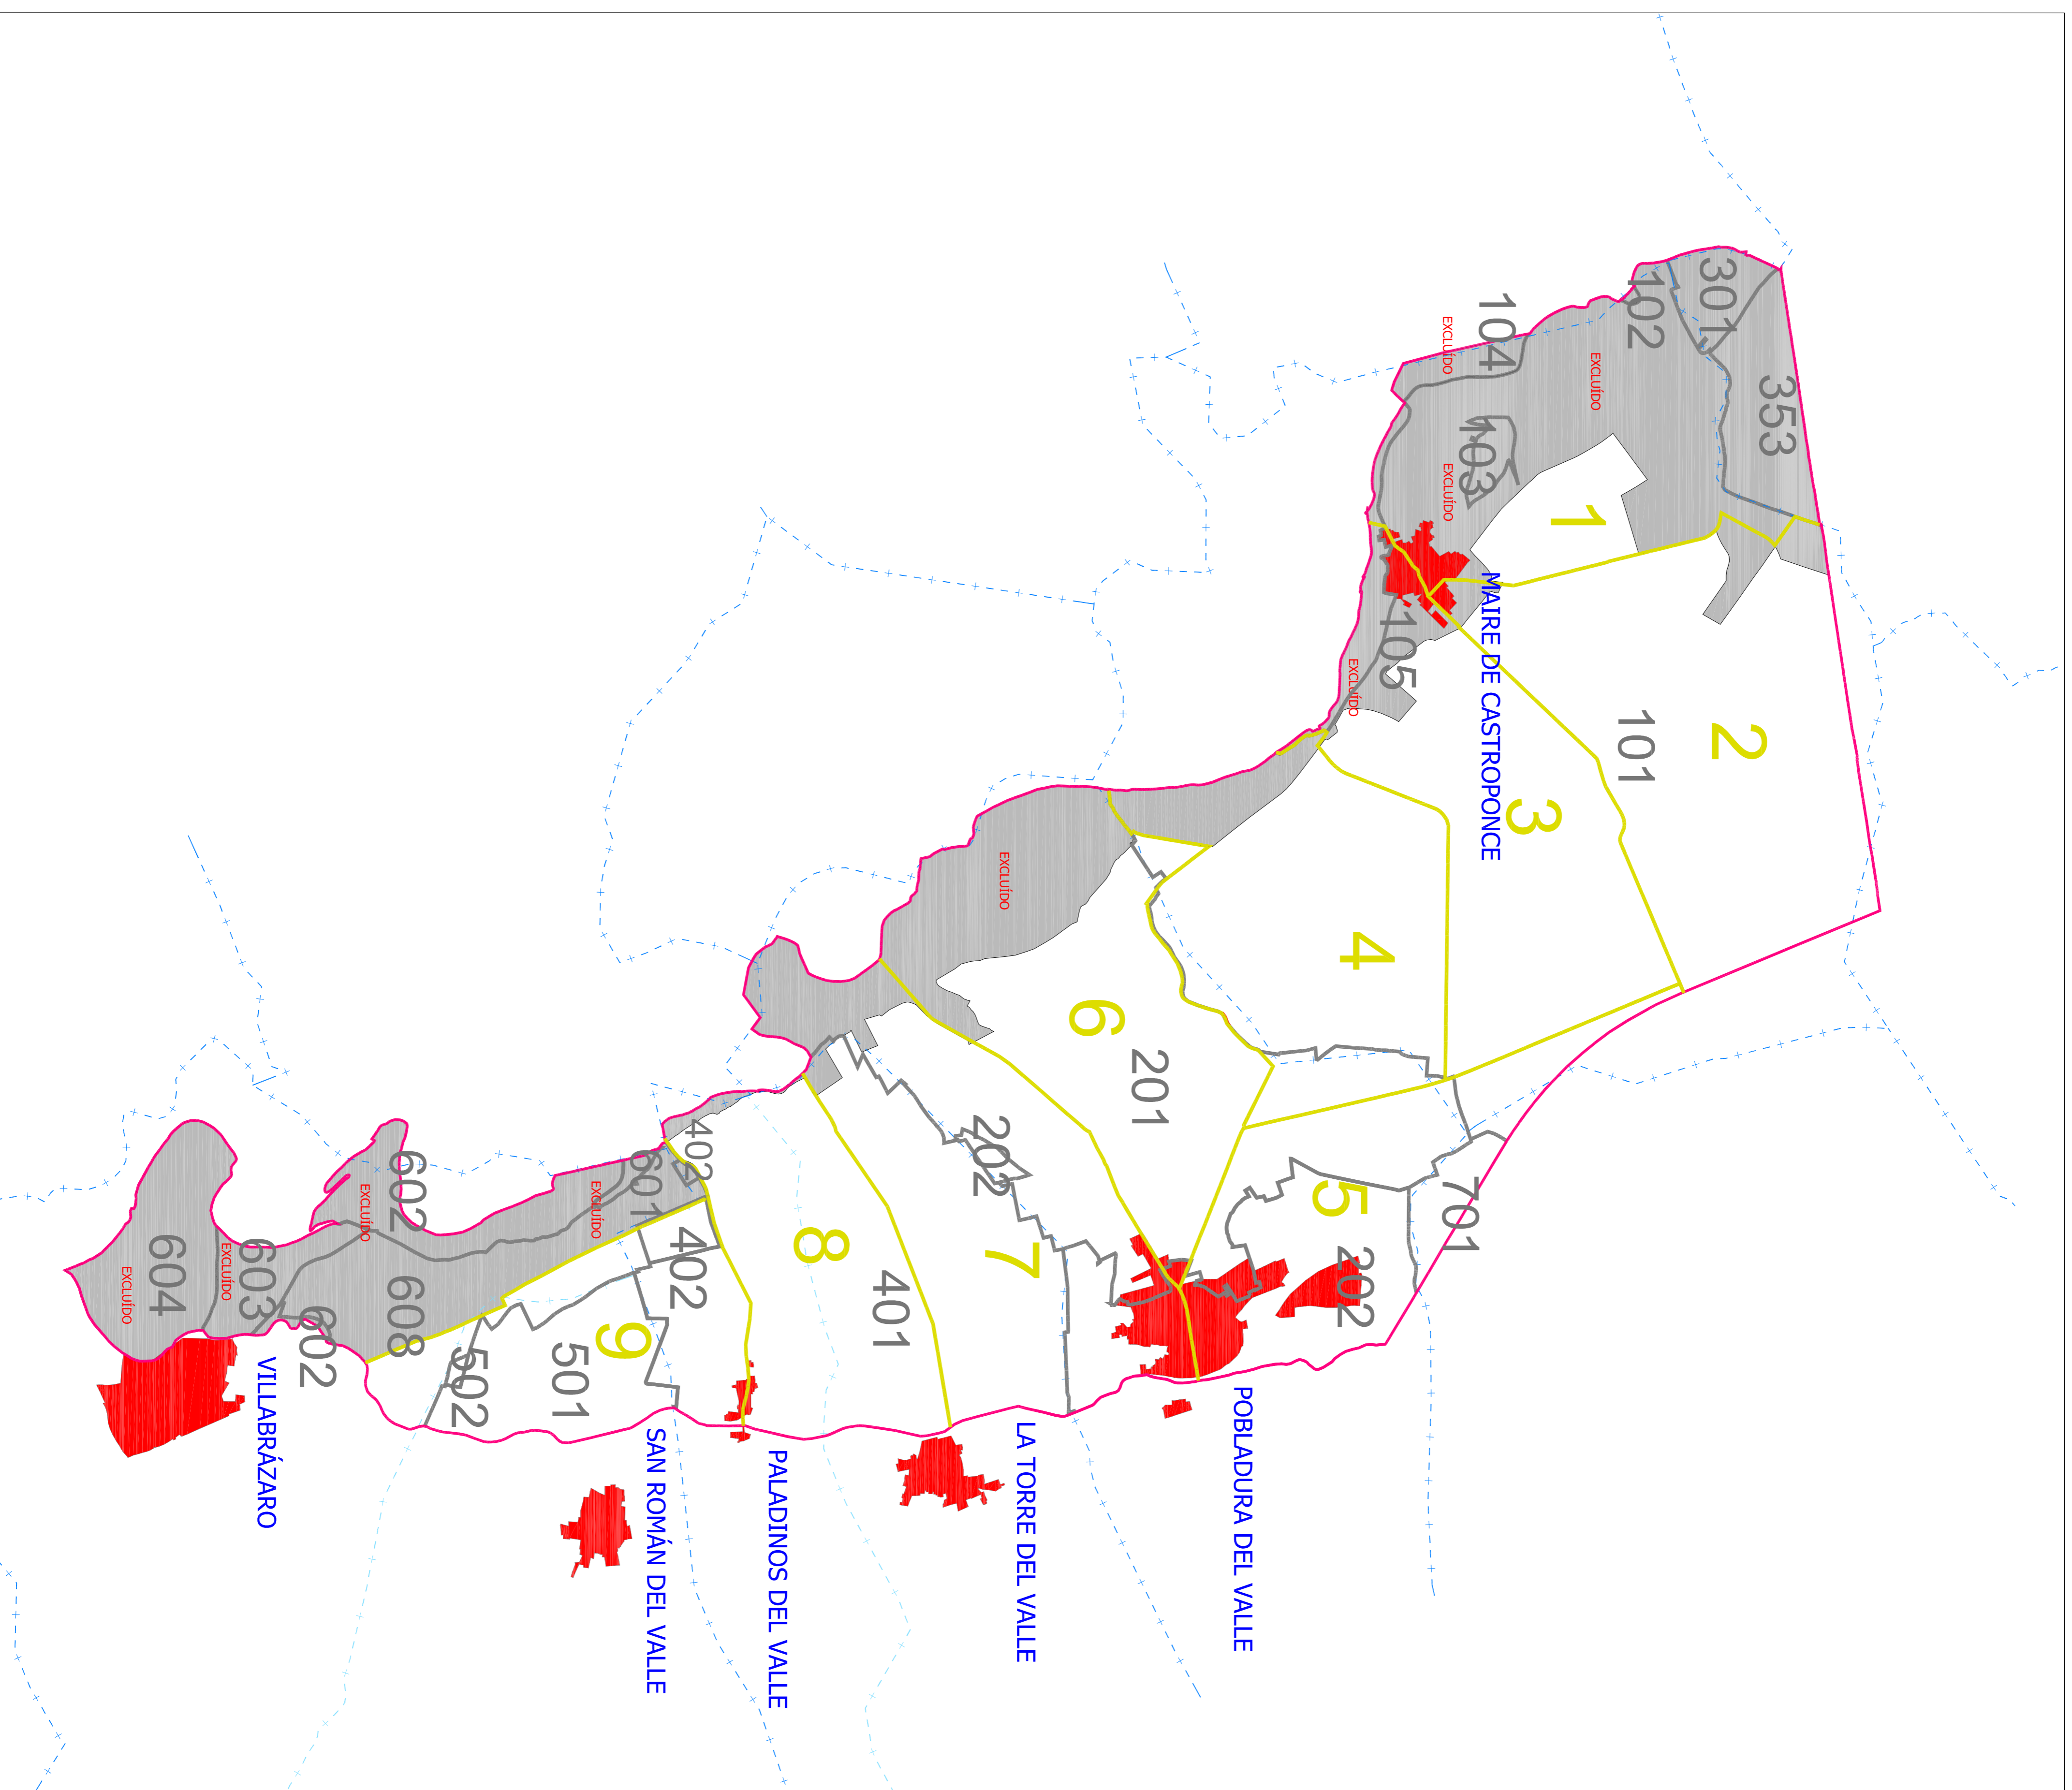 353
2
301
102
101
EXCLUÍDO
1
3
104
MAIRE DE CASTROPONCE
103
701
EXCLUÍDO
EXCLUÍDO
105
4
202
EXCLUÍDO
5
POBLADURA DEL VALLE
201
6
LA TORRE DEL VALLE
7
EXCLUÍDO
202
401
8
PALADINOS DEL VALLE
402
402
SAN ROMÁN DEL VALLE
601
9
EXCLUÍDO
501
502
602
608
EXCLUÍDO
602
VILLABRÁZARO
603
EXCLUÍDO
604
EXCLUÍDO